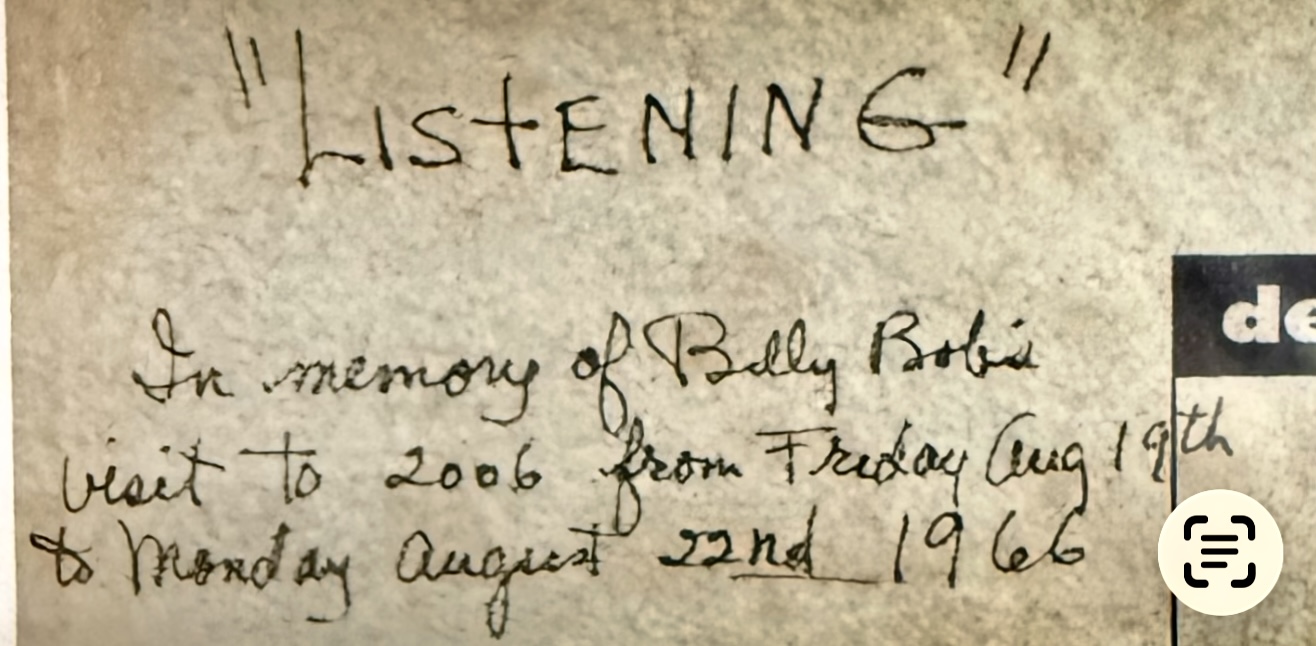 "LISTENING"
de
In memory of Billy Bob's
visit to 2006 from Friday Aug 19th
to Monday August 22nd 1966